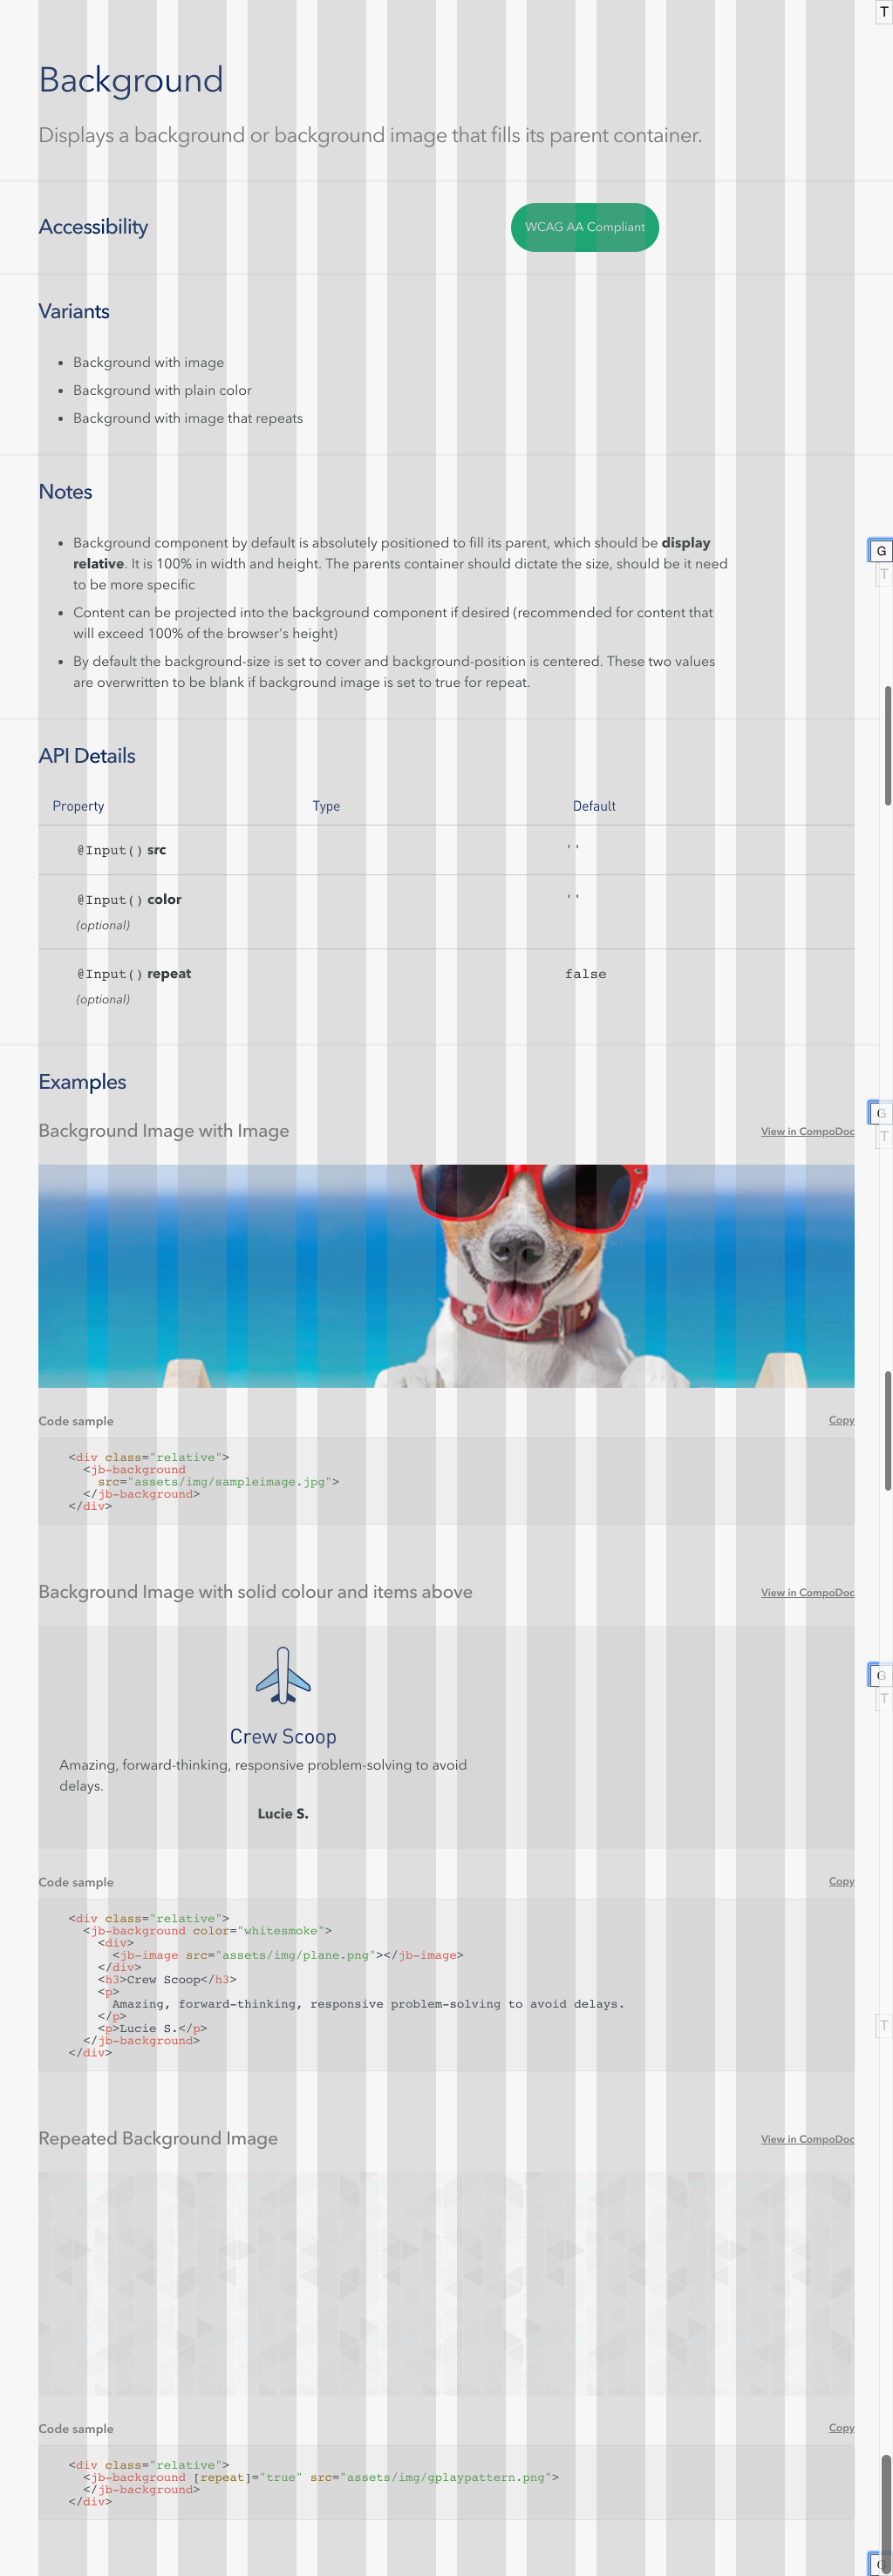 T
Background
Displays a background or background image that fills its parent container.
Accessibility
WCAG AA Compliant
Variants
• Background with image
• Background with plain color
• Background with image that repeats
Notes
• Background component by default is absolutely positioned to fill its parent, which should be display
relative. It is 100% in width and height. The parents container should dictate the size, should be it need
to be more specific
G
T
• Content can be projected into the background component if desired (recommended for content that
will exceed 100% of the browser's height)
• By default the background-size is set to cover and background-position is centered. These two values
are overwritten to be blank if background image is set to true for repeat.
API Details
Property Type Default
@Input() src ''
@Input() color ''
(optional)
@Input() repeat false
(optional)
Examples
G
Background Image with Image View in CompoDoc
T
Code sample Copy
<div class="relative">
<jb-background
src="assets/img/sampleimage.jpg">
</jb-background>
</div>
Background Image with solid colour and items above View in CompoDoc
G
T
Crew Scoop
Amazing, forward-thinking, responsive problem-solving to avoid
delays.
Lucie S.
Code sample Copy
<div class="relative">
<jb-background color="whitesmoke">
<div>
<jb-image src="assets/img/plane.png"></jb-image>
</div>
<h3>Crew Scoop</h3>
<p>
Amazing, forward-thinking, responsive problem-solving to avoid delays.
</p>
<p>Lucie S.</p>
</jb-background>
</div>
T
Repeated Background Image View in CompoDoc
Code sample Copy
<div class="relative">
<jb-background [repeat]="true" src="assets/img/gplaypattern.png">
</jb-background>
</div>
G